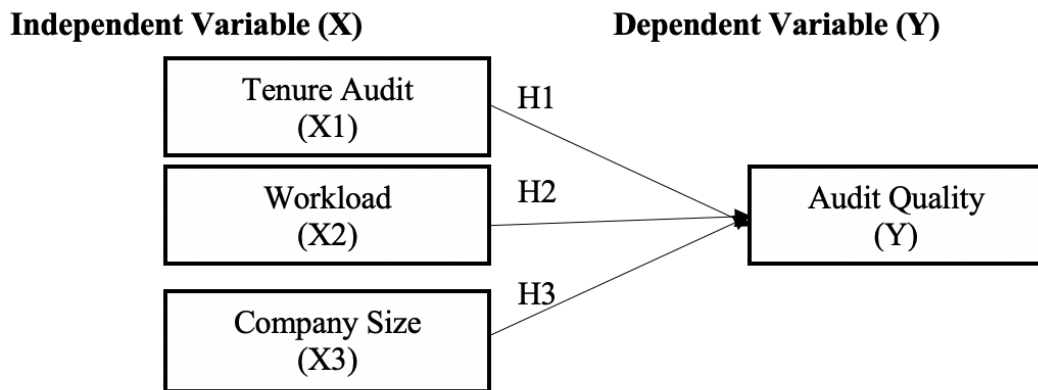 Independent Variable (X)
Dependent Variable (Y)
Tenure Audit
(X1)
H1
Workload
(X2)
H2
Audit Quality
(Y)
H3
Company Size
(X3)